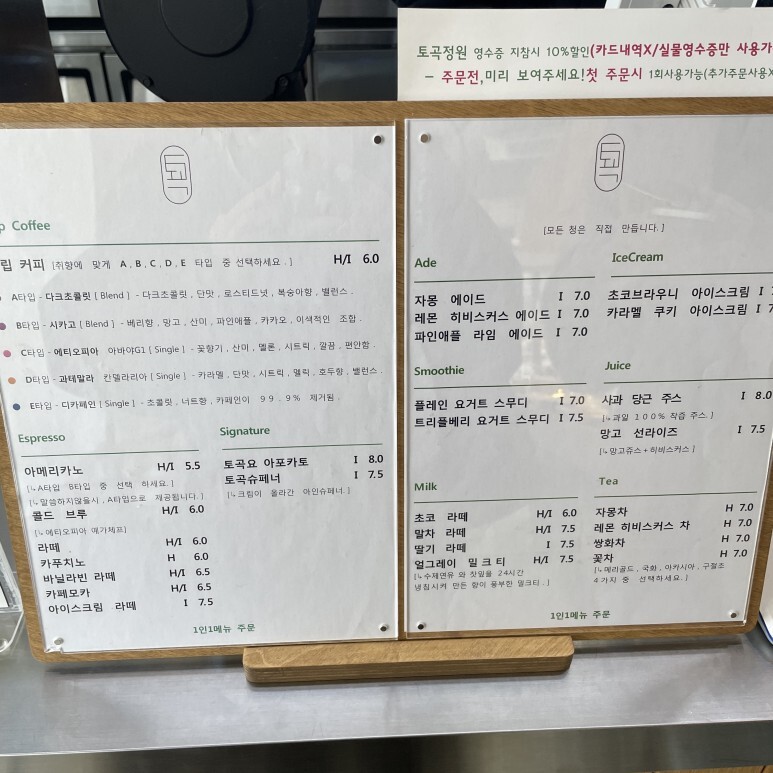 토곡정원 영수증 지참시 10%할인(카드내역X/실물영수증만 사용가
- 주문전,미리 보여주세요!첫 주문시 1회사용가능(추가주문사용X
토곡
p Coffee
립 커피 [취향에 맞게 A , B , C , D , E 타입 중 선택하세요 . ] H/I 6.0
A타입 - 다크초콜릿 [ Blend ] - 다크초콜릿 , 단맛 , 로스티드넛 , 복숭아향 , 밸런스 .
B타입 - 시카고 [ Blend ] - 베리향 , 망고 , 산미 , 파인애플 , 카카오 , 이색적인 조합 .
C타입 - 에티오피아 아바야G1 [ Single ] - 꽃향기 , 산미 , 멜론 , 시트릭 , 깔끔 , 편안함 .
D타입 - 과테말라 칸델라리아 [ Single ] - 카라멜 , 단맛 , 시트릭 , 멜릭 , 호두향 , 밸런스 .
E타입 - 디카페인 [ Single ] - 초콜릿 , 너트향 , 카페인이 99.9% 제거됨 .
Espresso
아메리카노 H/I 5.5
[↳A타입 B타입 중 선택 하세요.]
[↳말씀하지않을시 , A타입으로 제공됩니다.]
콜드 브루 H/I 6.0
[↳에티오피아 예가체프]
라떼 H/I 6.0
카푸치노 H 6.0
바닐라빈 라떼 H/I 6.5
카페모카 H/I 6.5
아이스크림 라떼 I 7.5
Signature
토곡요 아포카토 I 8.0
토곡슈페너 I 7.5
[↳크림이 올라간 아인슈페너.]
1인1메뉴 주문
토곡
[모든 정은 직접 만듭니다.]
Ade
자몽 에이드 I 7.0
레몬 히비스커스 에이드 I 7.0
파인애플 라임 에이드 I 7.0
IceCream
초코브라우니 아이스크림 I
카라멜 쿠키 아이스크림 I 7
Smoothie
플레인 요거트 스무디 I 7.0
트리플베리 요거트 스무디 I 7.5
Juice
사과 당근 주스 I 8.0
[↳과일 100% 착즙 주스.]
망고 선라이즈 I 7.5
[↳망고쥬스+히비스커스]
Milk
초코 라떼 H/I 6.0
말차 라떼 H/I 7.5
딸기 라떼 I 7.5
얼그레이 밀크티 H/I 7.5
[↳수제연유 와 찻잎을 24시간
냉침시켜 만든 향이 풍부한 밀크티.]
Tea
자몽차 H 7.0
레몬 히비스커스 차 H 7.0
쌍화차 H 7.0
꽃차 H 7.0
[↳메리골드 , 국화 , 아카시아 , 구절초
4가지 중 선택하세요.]
1인1메뉴 주문